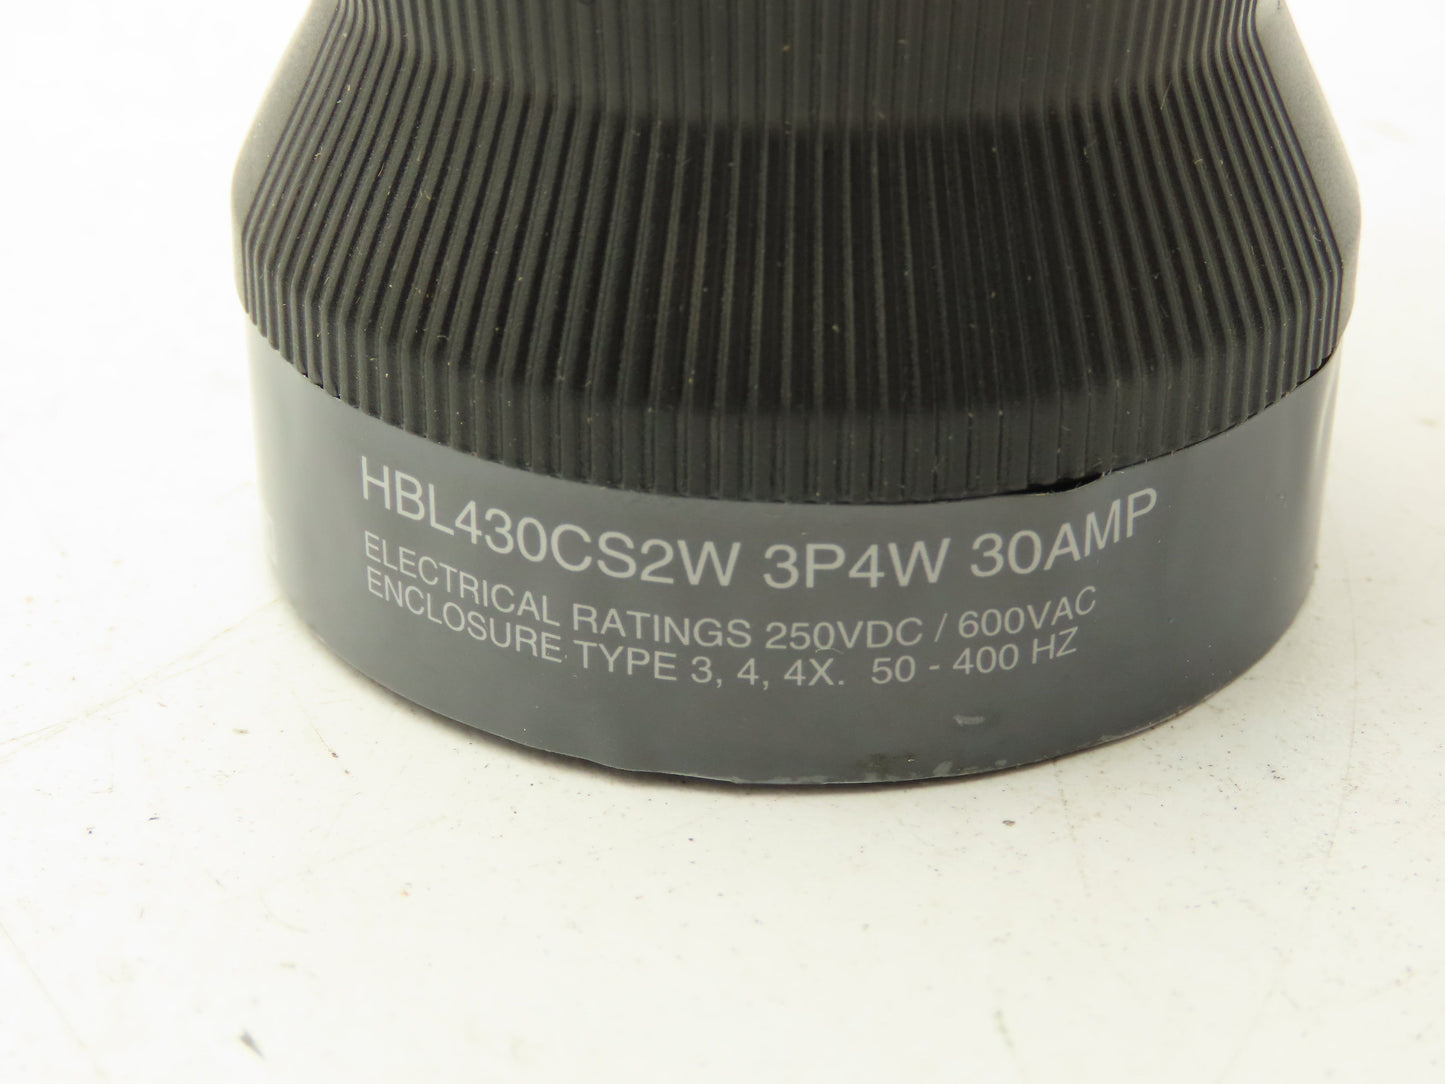 HBL430CS2W 3P4W 30AMP
ELECTRICAL RATINGS 250VDC / 600VAC
ENCLOSURE TYPE 3, 4, 4X. 50 - 400 HZ